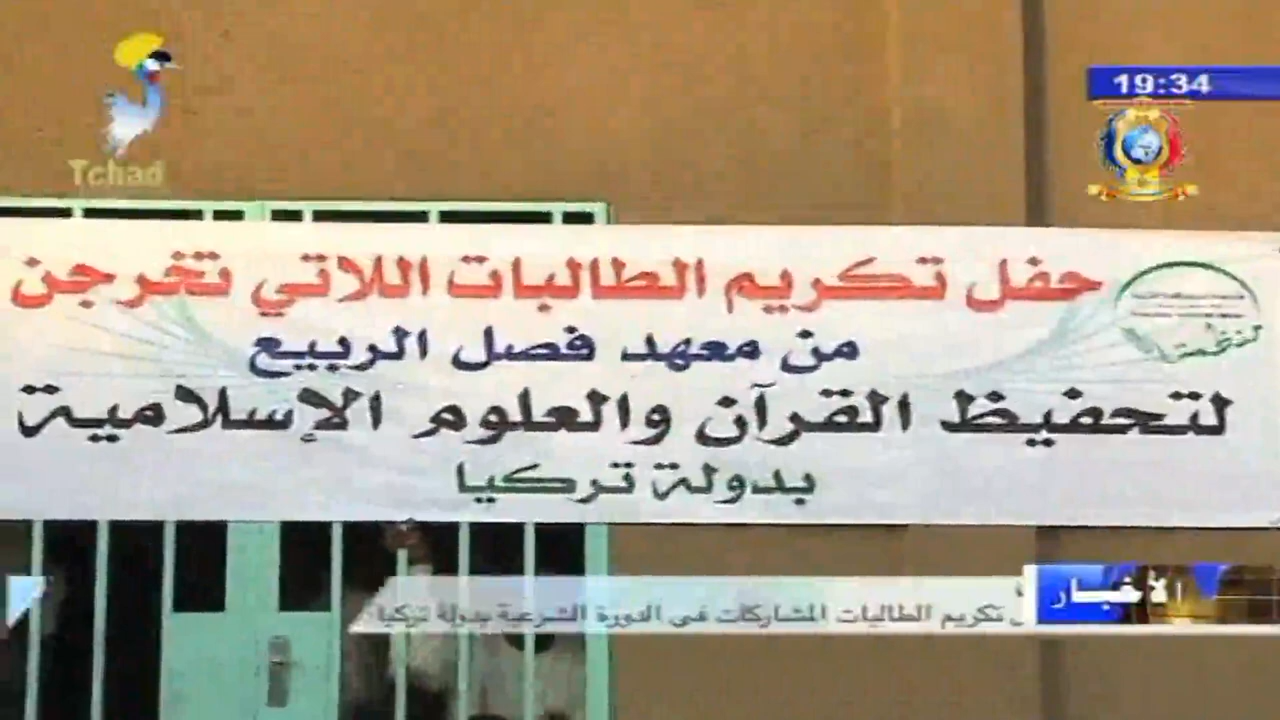 Tchad
19:34
حفل تكريم الطالبات اللاتي تخرجن
من معهد فصل الربيع
لتحفيظ القرآن والعلوم الإسلامية
بدولة تركيا
الأخبار
تكريم الطالبات المشاركات في الدورة الشرعية بدولة تركيا